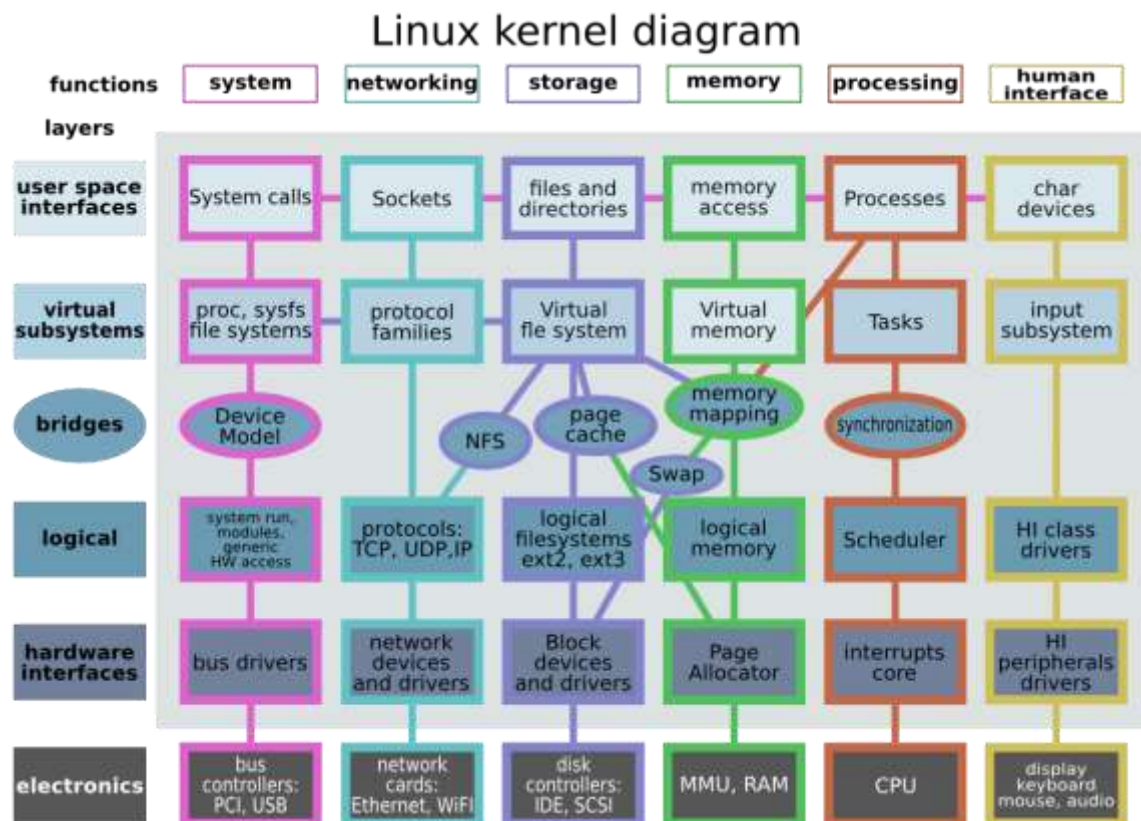 Linux kernel diagram
functions
system
networking
storage
memory
processing
human
interface
layers
user space
interfaces
System calls
Sockets
files and
directories
memory
access
Processes
char
devices
virtual
subsystems
proc, sysfs
file systems
protocol
families
Virtual
fle system
Virtual
memory
Tasks
input
subsystem
bridges
Device
Model
NFS
page
cache
memory
mapping
synchronization
Swap
logical
system run,
modules,
generic
HW access
protocols:
TCP, UDP,IP
logical
filesystems
ext2, ext3
logical
memory
Scheduler
HI class
drivers
hardware
interfaces
bus drivers
network
devices
and drivers
Block
devices
and drivers
Page
Allocator
interrupts
core
HI
peripherals
drivers
electronics
bus
controllers:
PCI, USB
network
cards:
Ethernet, WiFI
disk
controllers:
IDE, SCSI
MMU, RAM
CPU
display
keyboard
mouse, audio